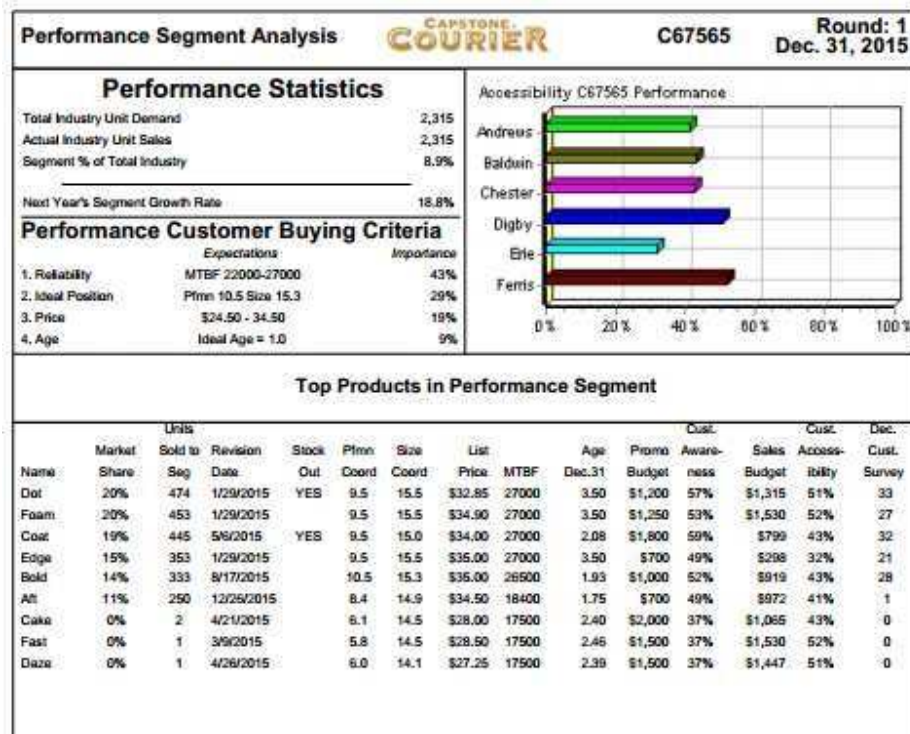 Performance Segment Analysis
CAPSTONE
COURIER
C67565
Round: 1
Dec. 31, 2015
Performance Statistics
Total Industry Unit Demand 2,315
Actual Industry Unit Sales 2,315
Segment % of Total Industry 8.9%
Next Year's Segment Growth Rate 18.8%
Performance Customer Buying Criteria
Expectations Importance
1. Reliability MTBF 22000-27000 43%
2. Ideal Position Pfmn 10.5 Size 15.3 29%
3. Price $24.50 - 34.50 19%
4. Age Ideal Age = 1.0 9%
Accessibility C67565 Performance
Andrews
Baldwin
Chester
Digby
Erie
Ferris
0% 20% 40% 60% 80% 100%
Top Products in Performance Segment
Units Cust. Cust. Dec.
Market Sold to Revision Stock Pfmn Size List Age Promo Aware- Sales Access- Cust.
Name Share Seg Date Out Coord Coord Price MTBF Dec.31 Budget ness Budget ibility Survey
Dot 20% 474 1/29/2015 YES 9.5 15.5 $32.85 27000 3.50 $1,200 57% $1,315 51% 33
Foam 20% 453 1/29/2015 9.5 15.5 $34.90 27000 3.50 $1,250 53% $1,530 52% 27
Coat 19% 445 5/6/2015 YES 9.5 15.0 $34.00 27000 2.08 $1,800 59% $799 43% 32
Edge 15% 353 1/29/2015 9.5 15.5 $35.00 27000 3.50 $700 49% $298 32% 21
Bold 14% 333 8/17/2015 10.5 15.3 $35.00 26500 1.93 $1,000 52% $919 43% 28
Aft 11% 250 12/26/2015 8.4 14.9 $34.50 18400 1.75 $700 49% $972 41% 1
Cake 0% 2 4/21/2015 6.1 14.5 $28.00 17500 2.40 $2,000 37% $1,065 43% 0
Fast 0% 1 3/9/2015 5.8 14.5 $28.50 17500 2.46 $1,500 37% $1,530 52% 0
Daze 0% 1 4/26/2015 6.0 14.1 $27.25 17500 2.39 $1,500 37% $1,447 51% 0